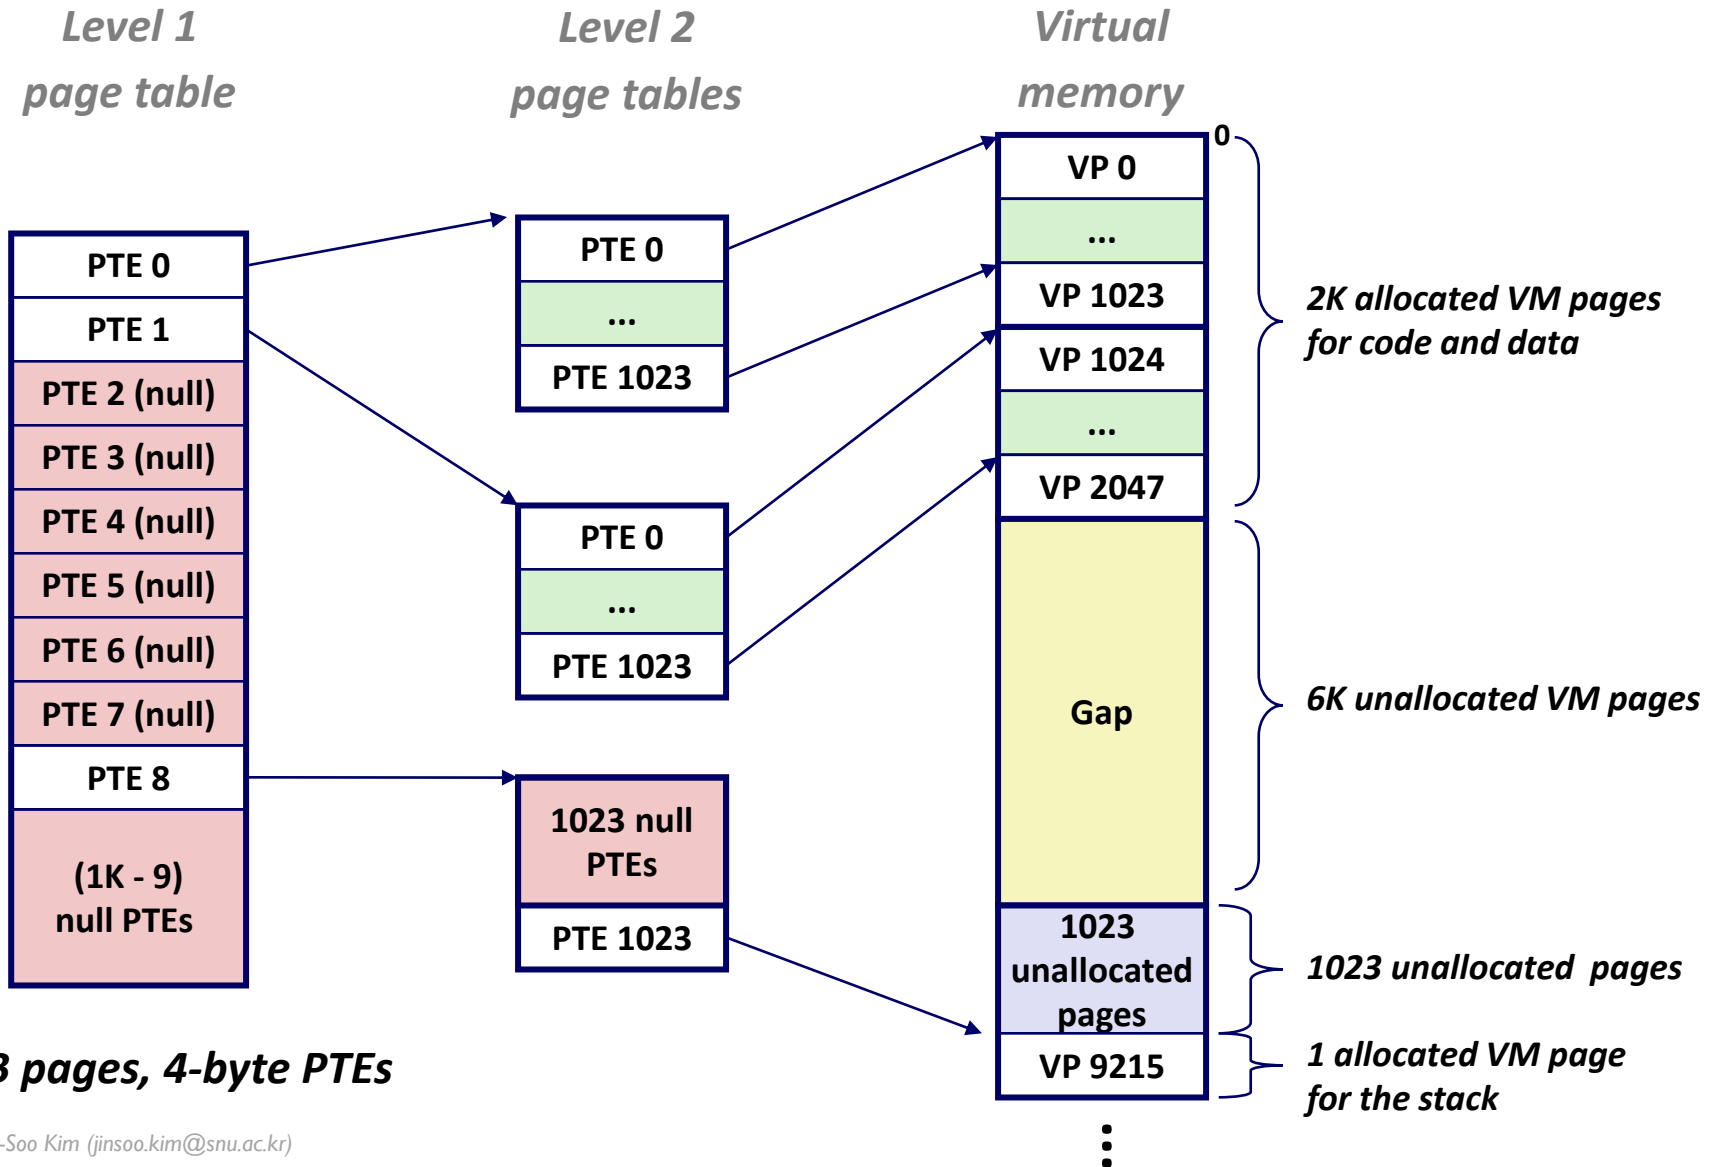 Level 1
page table
Level 2
page tables
Virtual
memory
0
PTE 0
PTE 1
PTE 2 (null)
PTE 3 (null)
PTE 4 (null)
PTE 5 (null)
PTE 6 (null)
PTE 7 (null)
PTE 8
(1K - 9)
null PTEs
PTE 0
...
PTE 1023
PTE 0
...
PTE 1023
1023 null
PTEs
PTE 1023
VP 0
...
VP 1023
VP 1024
...
VP 2047
Gap
1023
unallocated
pages
VP 9215
2K allocated VM pages
for code and data
6K unallocated VM pages
1023 unallocated pages
1 allocated VM page
for the stack
pages, 4-byte PTEs
-Soo Kim (jinsoo.kim@snu.ac.kr)